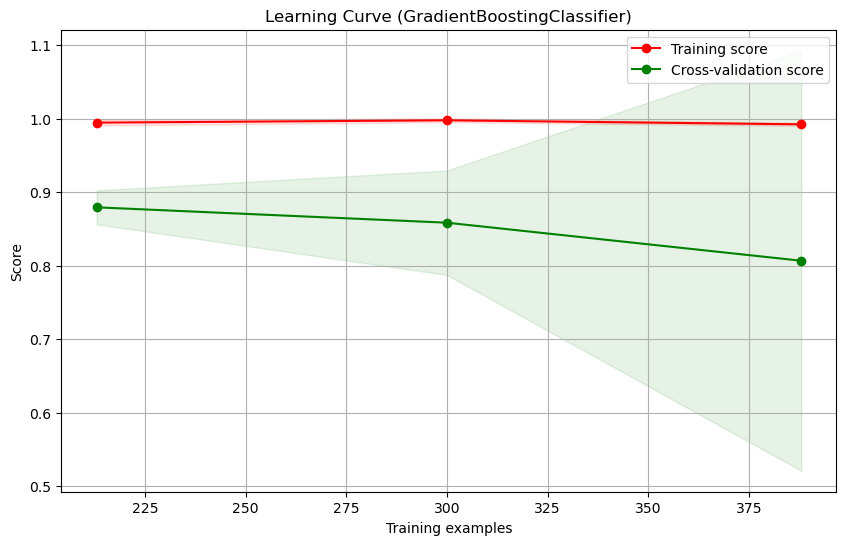 Learning Curve (GradientBoostingClassifier)
Training score
Cross-validation score
1.1
1.0
0.9
0.8
0.7
0.6
0.5
Score
225
250
275
300
325
350
375
Training examples